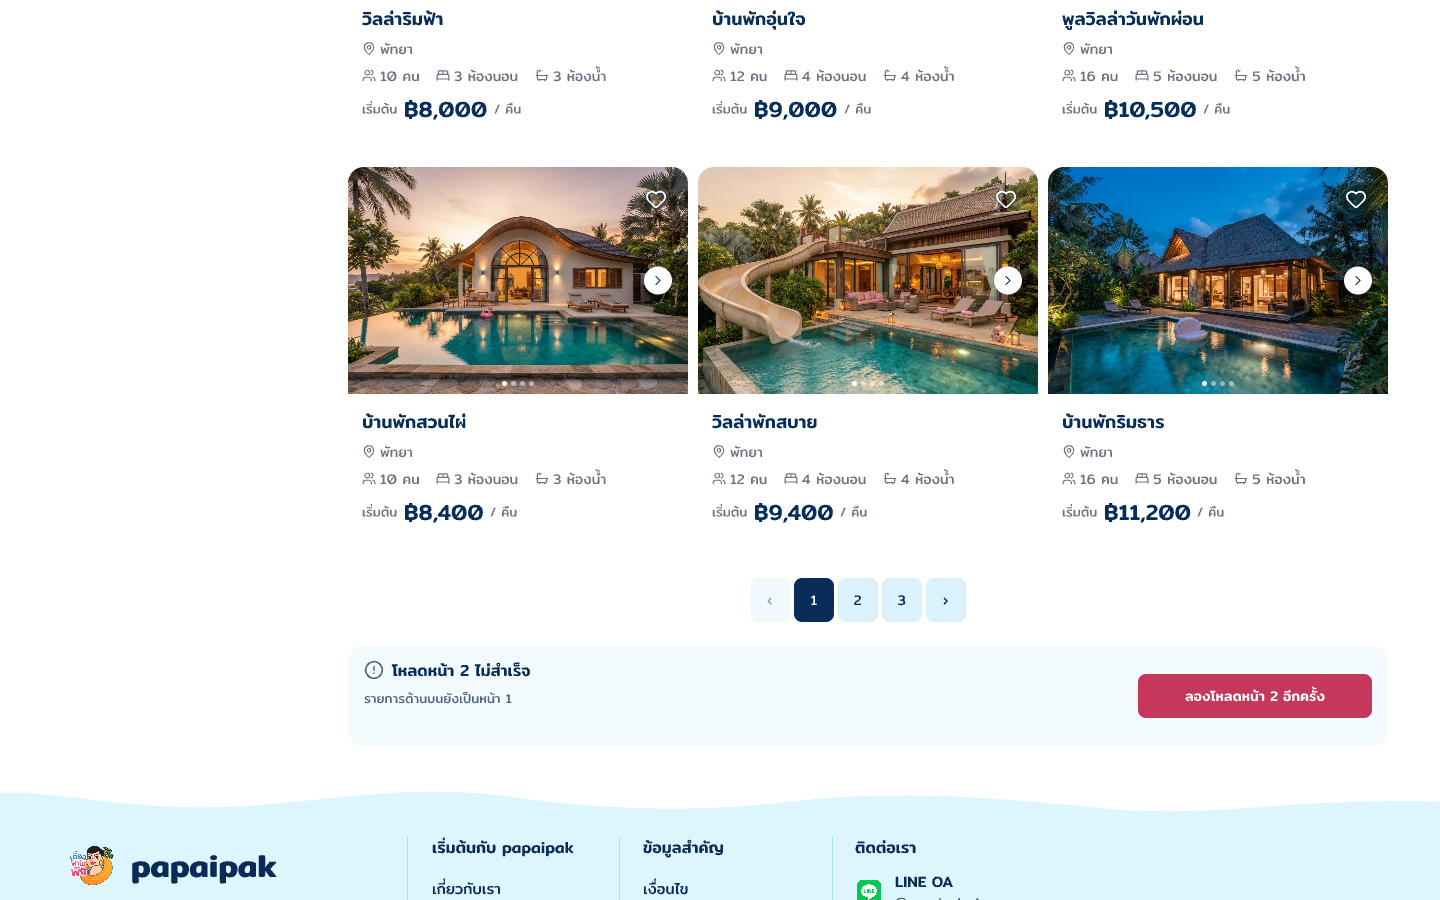 วิลล่าริมฟ้า
พัทยา
10 คน 3 ห้องนอน 3 ห้องน้ำ
เริ่มต้น ฿8,000 / คืน
บ้านพักอุ่นใจ
พัทยา
12 คน 4 ห้องนอน 4 ห้องน้ำ
เริ่มต้น ฿9,000 / คืน
พูลวิลล่าวันพักผ่อน
พัทยา
16 คน 5 ห้องนอน 5 ห้องน้ำ
เริ่มต้น ฿10,500 / คืน
บ้านพักสวนไผ่
พัทยา
10 คน 3 ห้องนอน 3 ห้องน้ำ
เริ่มต้น ฿8,400 / คืน
วิลล่าพักสบาย
พัทยา
12 คน 4 ห้องนอน 4 ห้องน้ำ
เริ่มต้น ฿9,400 / คืน
บ้านพักริมธาร
พัทยา
16 คน 5 ห้องนอน 5 ห้องน้ำ
เริ่มต้น ฿11,200 / คืน
‹ 1 2 3 ›
โหลดหน้า 2 ไม่สำเร็จ
รายการด้านบนยังเป็นหน้า 1
ลองโหลดหน้า 2 อีกครั้ง
papaipak
เริ่มต้นกับ papaipak
เกี่ยวกับเรา
ข้อมูลสำคัญ
เงื่อนไข
ติดต่อเรา
LINE OA